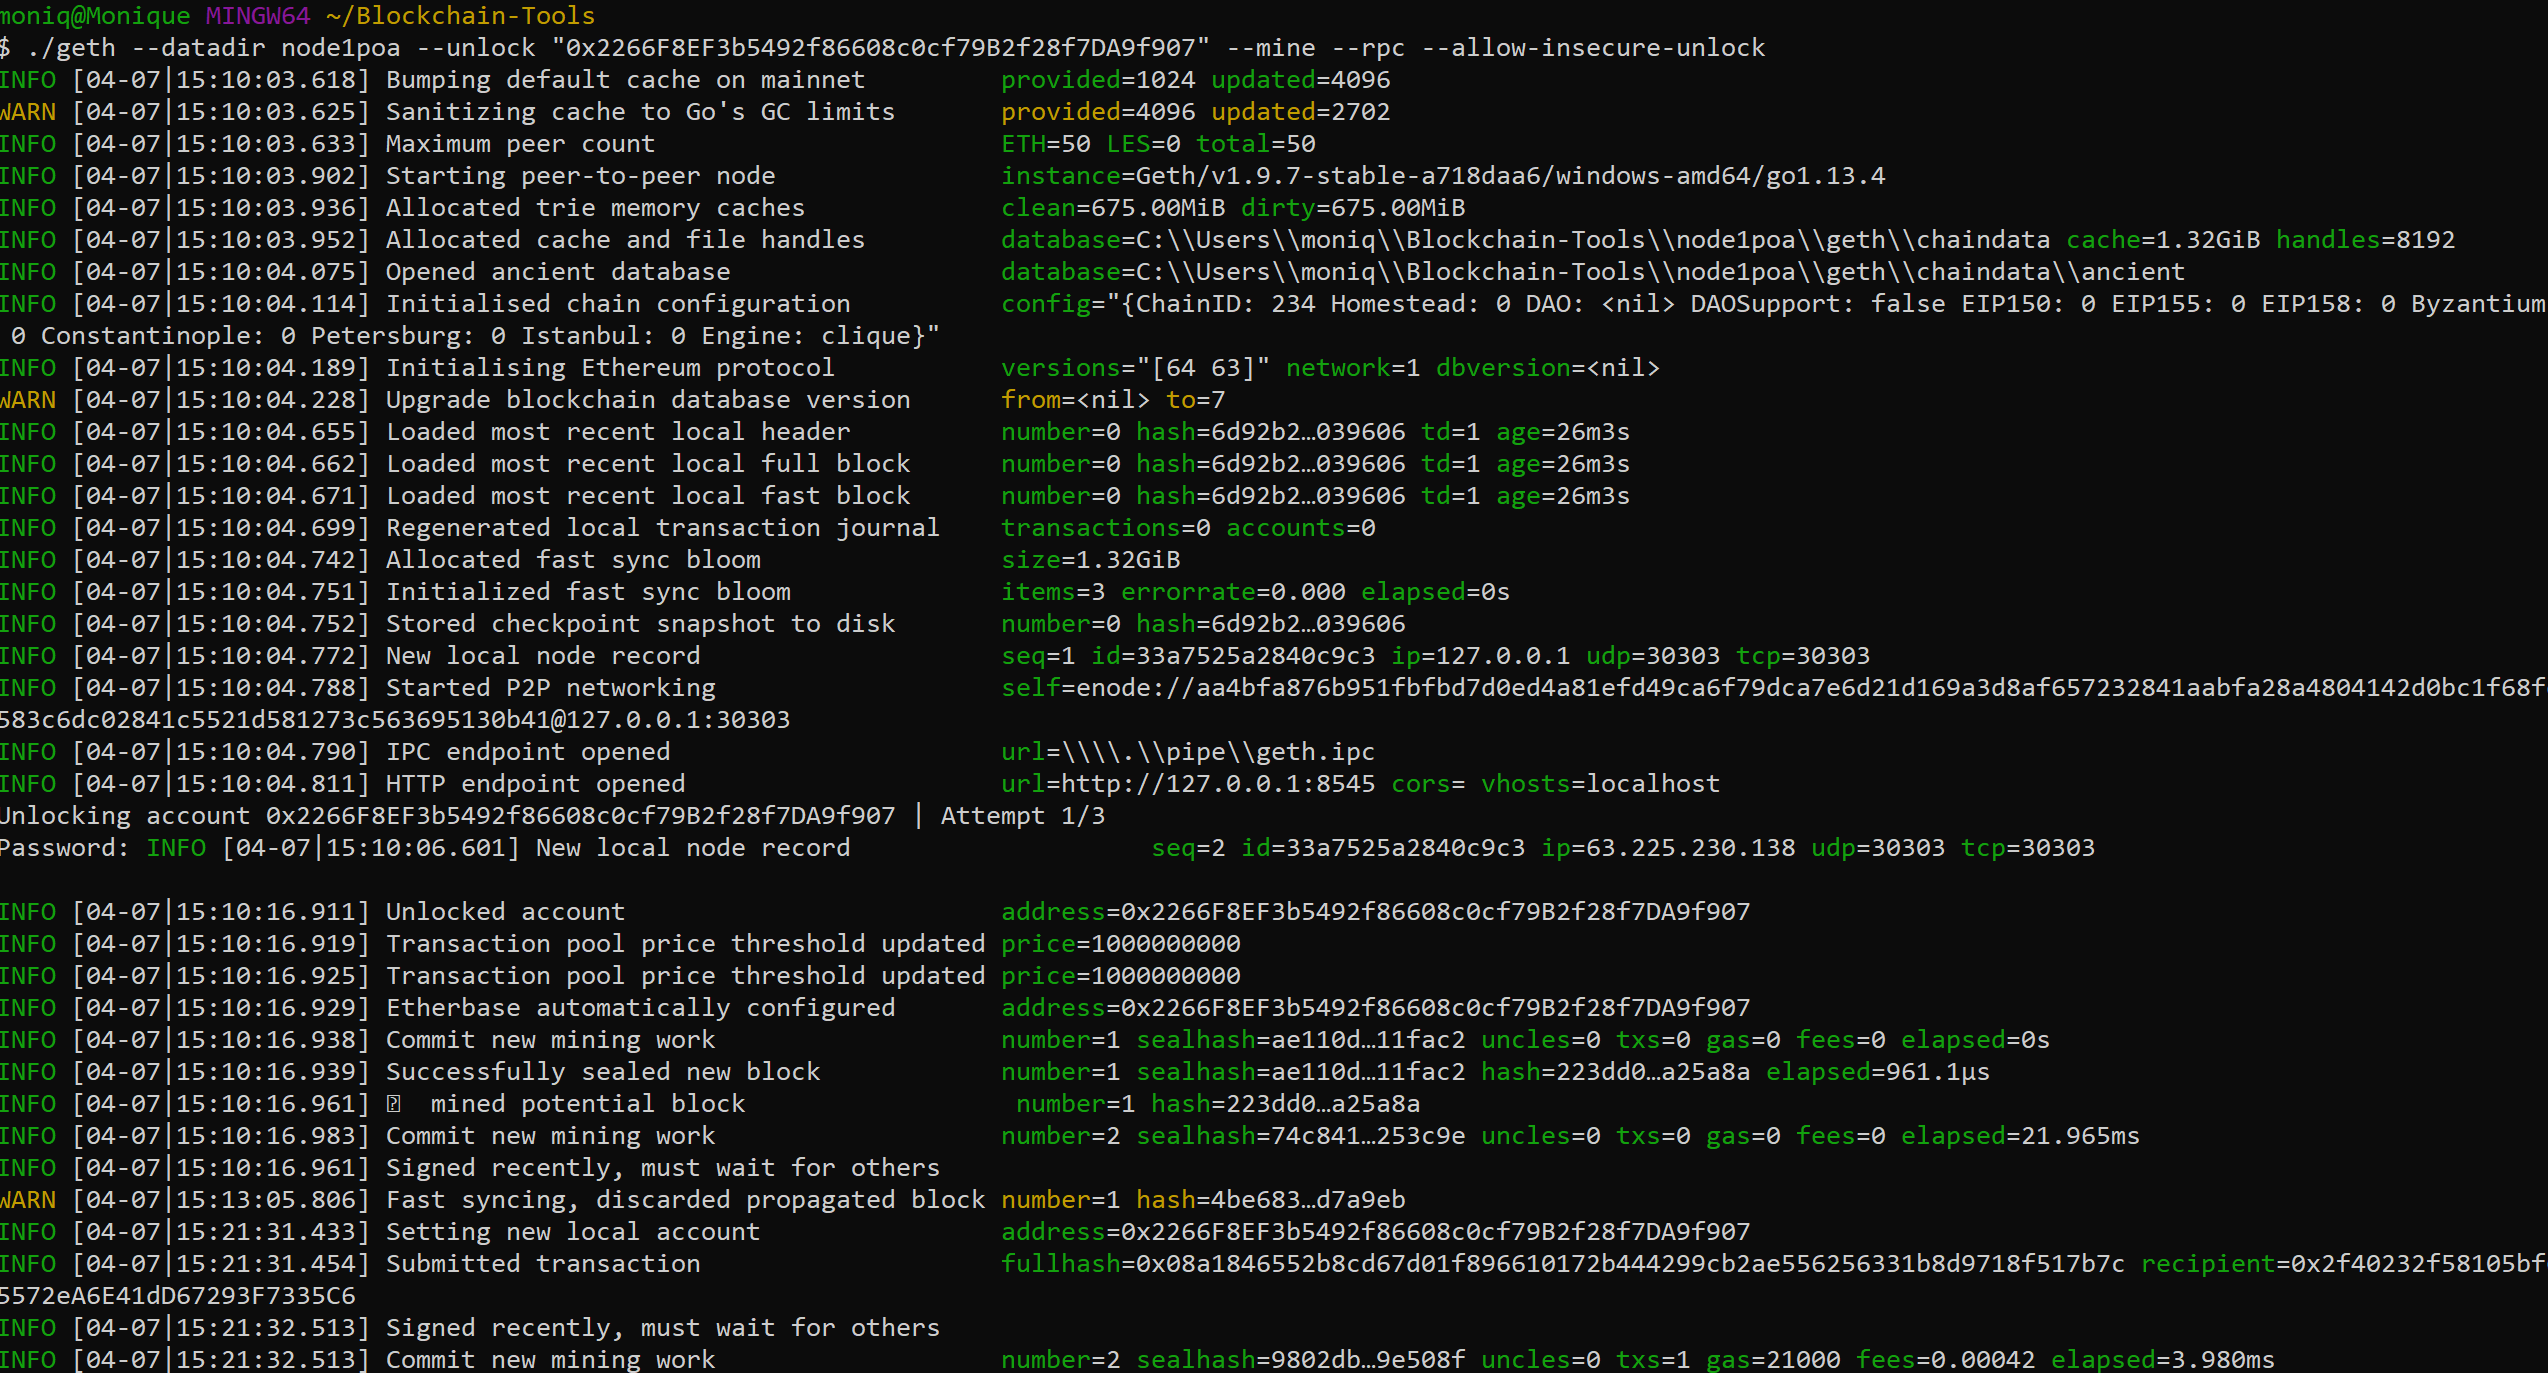 moniq@Monique MINGW64 ~/Blockchain-Tools
$ ./geth --datadir node1poa --unlock "0x2266F8EF3b5492f86608c0cf79B2f28f7DA9f907" --mine --rpc --allow-insecure-unlock
INFO [04-07|15:10:03.618] Bumping default cache on mainnet provided=1024 updated=4096
WARN [04-07|15:10:03.625] Sanitizing cache to Go's GC limits provided=4096 updated=2702
INFO [04-07|15:10:03.633] Maximum peer count ETH=50 LES=0 total=50
INFO [04-07|15:10:03.902] Starting peer-to-peer node instance=Geth/v1.9.7-stable-a718daa6/windows-amd64/go1.13.4
INFO [04-07|15:10:03.936] Allocated trie memory caches clean=675.00MiB dirty=675.00MiB
INFO [04-07|15:10:03.952] Allocated cache and file handles database=C:\\Users\\moniq\\Blockchain-Tools\\node1poa\\geth\\chaindata cache=1.32GiB handles=8192
INFO [04-07|15:10:04.075] Opened ancient database database=C:\\Users\\moniq\\Blockchain-Tools\\node1poa\\geth\\chaindata\\ancient
INFO [04-07|15:10:04.114] Initialised chain configuration config="{ChainID: 234 Homestead: 0 DAO: <nil> DAOSupport: false EIP150: 0 EIP155: 0 EIP158: 0 Byzantium
0 Constantinople: 0 Petersburg: 0 Istanbul: 0 Engine: clique}"
INFO [04-07|15:10:04.189] Initialising Ethereum protocol versions="[64 63]" network=1 dbversion=<nil>
WARN [04-07|15:10:04.228] Upgrade blockchain database version from=<nil> to=7
INFO [04-07|15:10:04.655] Loaded most recent local header number=0 hash=6d92b2…039606 td=1 age=26m3s
INFO [04-07|15:10:04.662] Loaded most recent local full block number=0 hash=6d92b2…039606 td=1 age=26m3s
INFO [04-07|15:10:04.671] Loaded most recent local fast block number=0 hash=6d92b2…039606 td=1 age=26m3s
INFO [04-07|15:10:04.699] Regenerated local transaction journal transactions=0 accounts=0
INFO [04-07|15:10:04.742] Allocated fast sync bloom size=1.32GiB
INFO [04-07|15:10:04.751] Initialized fast sync bloom items=3 errorrate=0.000 elapsed=0s
INFO [04-07|15:10:04.752] Stored checkpoint snapshot to disk number=0 hash=6d92b2…039606
INFO [04-07|15:10:04.772] New local node record seq=1 id=33a7525a2840c9c3 ip=127.0.0.1 udp=30303 tcp=30303
INFO [04-07|15:10:04.788] Started P2P networking self=enode://aa4bfa876b951fbfbd7d0ed4a81efd49ca6f79dca7e6d21d169a3d8af657232841aabfa28a4804142d0bc1f68f
583c6dc02841c5521d581273c563695130b41@127.0.0.1:30303
INFO [04-07|15:10:04.790] IPC endpoint opened url=\\\\.\\pipe\\geth.ipc
INFO [04-07|15:10:04.811] HTTP endpoint opened url=http://127.0.0.1:8545 cors= vhosts=localhost
Unlocking account 0x2266F8EF3b5492f86608c0cf79B2f28f7DA9f907 | Attempt 1/3
Password: INFO [04-07|15:10:06.601] New local node record seq=2 id=33a7525a2840c9c3 ip=63.225.230.138 udp=30303 tcp=30303
INFO [04-07|15:10:16.911] Unlocked account address=0x2266F8EF3b5492f86608c0cf79B2f28f7DA9f907
INFO [04-07|15:10:16.919] Transaction pool price threshold updated price=1000000000
INFO [04-07|15:10:16.925] Transaction pool price threshold updated price=1000000000
INFO [04-07|15:10:16.929] Etherbase automatically configured address=0x2266F8EF3b5492f86608c0cf79B2f28f7DA9f907
INFO [04-07|15:10:16.938] Commit new mining work number=1 sealhash=ae110d…11fac2 uncles=0 txs=0 gas=0 fees=0 elapsed=0s
INFO [04-07|15:10:16.939] Successfully sealed new block number=1 sealhash=ae110d…11fac2 hash=223dd0…a25a8a elapsed=961.1µs
INFO [04-07|15:10:16.961] mined potential block number=1 hash=223dd0…a25a8a
INFO [04-07|15:10:16.983] Commit new mining work number=2 sealhash=74c841…253c9e uncles=0 txs=0 gas=0 fees=0 elapsed=21.965ms
INFO [04-07|15:10:16.961] Signed recently, must wait for others
WARN [04-07|15:13:05.806] Fast syncing, discarded propagated block number=1 hash=4be683…d7a9eb
INFO [04-07|15:21:31.433] Setting new local account address=0x2266F8EF3b5492f86608c0cf79B2f28f7DA9f907
INFO [04-07|15:21:31.454] Submitted transaction fullhash=0x08a1846552b8cd67d01f896610172b444299cb2ae556256331b8d9718f517b7c recipient=0x2f40232f58105bf
5572eA6E41dD67293F7335C6
INFO [04-07|15:21:32.513] Signed recently, must wait for others
INFO [04-07|15:21:32.513] Commit new mining work number=2 sealhash=9802db…9e508f uncles=0 txs=1 gas=21000 fees=0.00042 elapsed=3.980ms